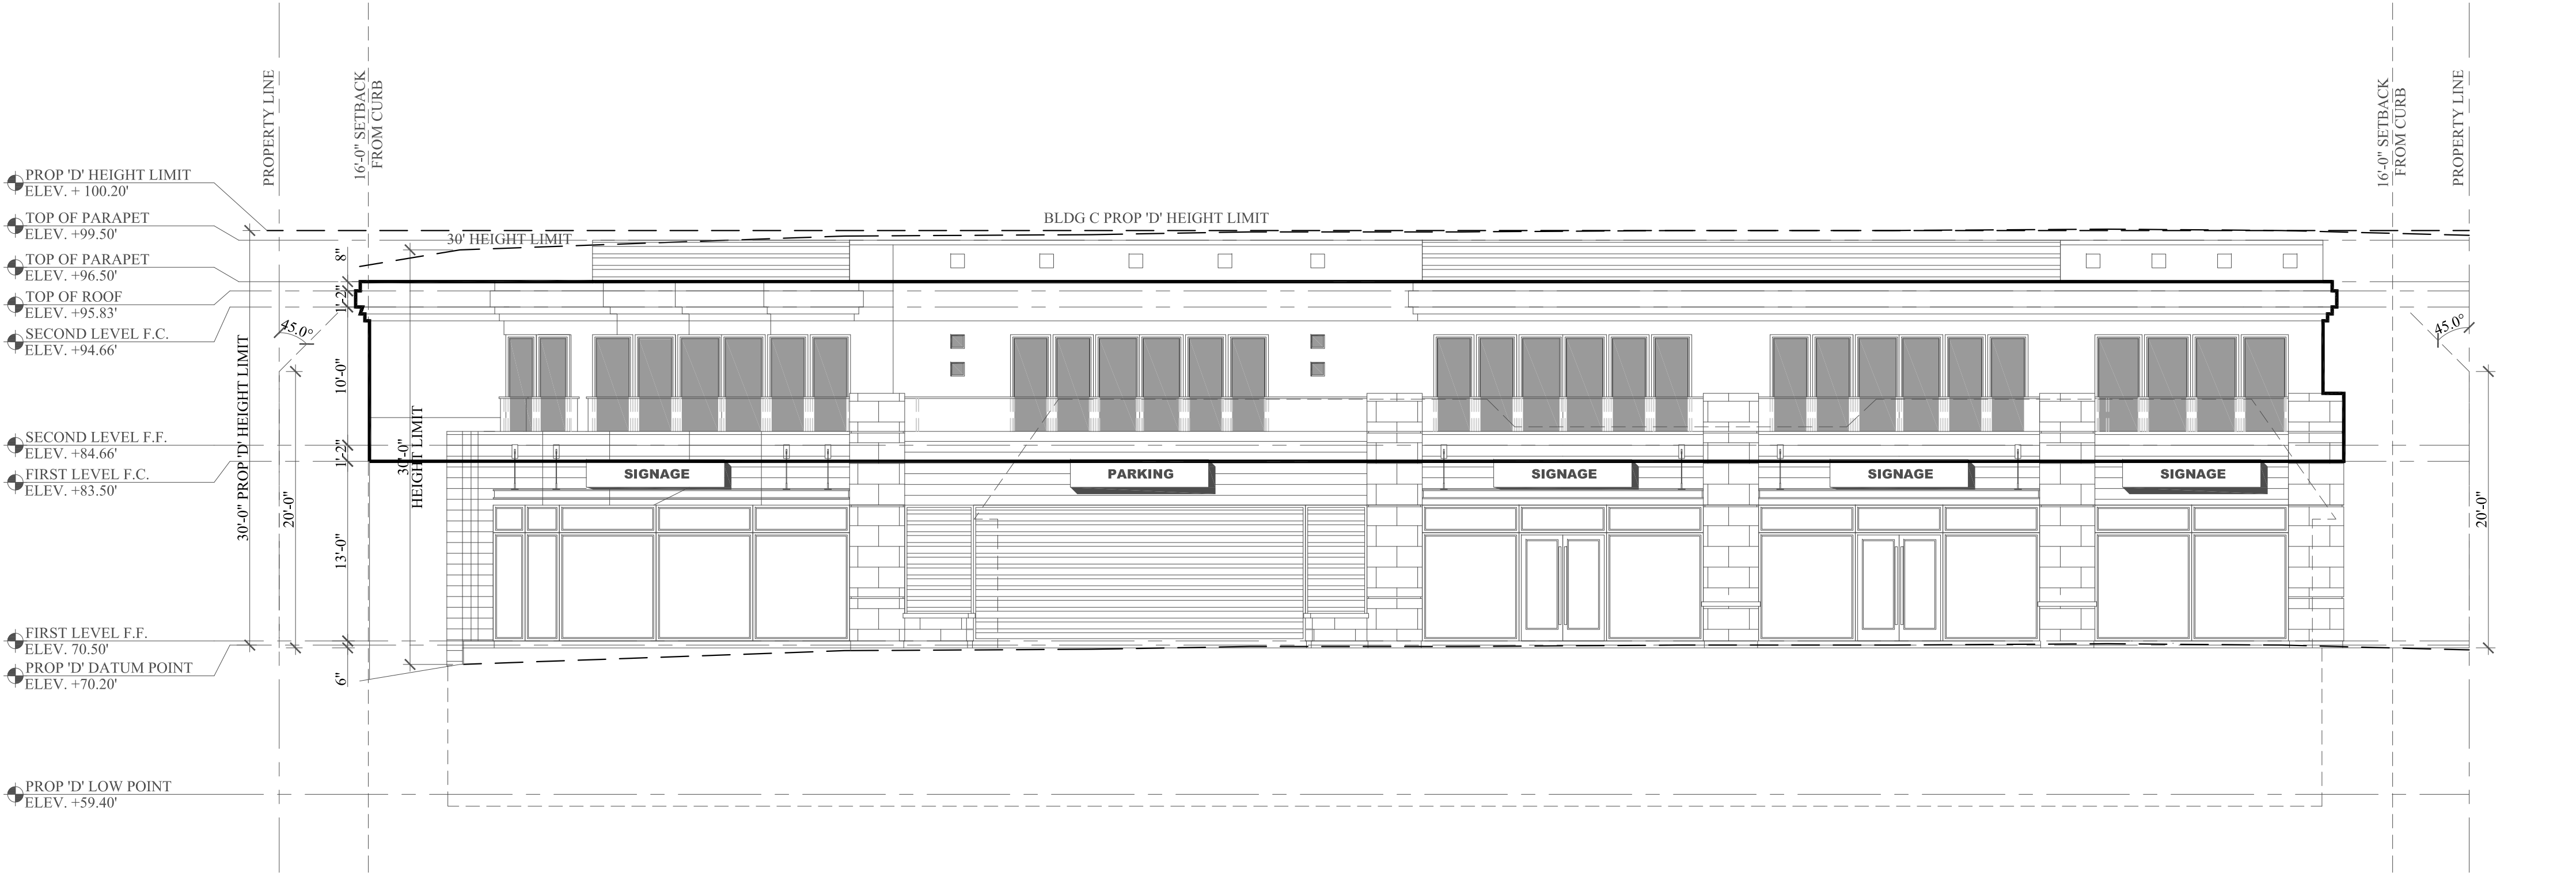 PROPERTY LINE
16'-0" SETBACK
FROM CURB
16'-0" SETBACK
FROM CURB
PROPERTY LINE
PROP 'D' HEIGHT LIMIT
ELEV. + 100.20'
TOP OF PARAPET
ELEV. +99.50'
TOP OF PARAPET
ELEV. +96.50'
TOP OF ROOF
ELEV. +95.83'
SECOND LEVEL F.C.
ELEV. +94.66'
SECOND LEVEL F.F.
ELEV. +84.66'
FIRST LEVEL F.C.
ELEV. +83.50'
FIRST LEVEL F.F.
ELEV. 70.50'
PROP 'D' DATUM POINT
ELEV. +70.20'
PROP 'D' LOW POINT
ELEV. +59.40'
BLDG C PROP 'D' HEIGHT LIMIT
30' HEIGHT LIMIT
30'-0" PROP 'D' HEIGHT LIMIT
45.0°
20'-0"
8"
1'-2"
10'-0"
1'-2"
13'-0"
6"
30'-0"
HEIGHT LIMIT
SIGNAGE
PARKING
SIGNAGE
SIGNAGE
SIGNAGE
45.0°
20'-0"